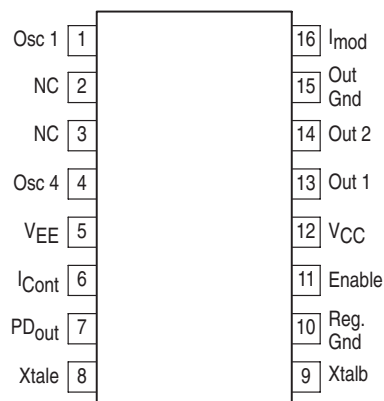 Osc 1 1
NC 2
NC 3
Osc 4 4
VEE 5
ICont 6
PDout 7
Xtale 8
16 Imod
15 Out
Gnd
14 Out 2
13 Out 1
12 VCC
11 Enable
10 Reg.
Gnd
9 Xtalb